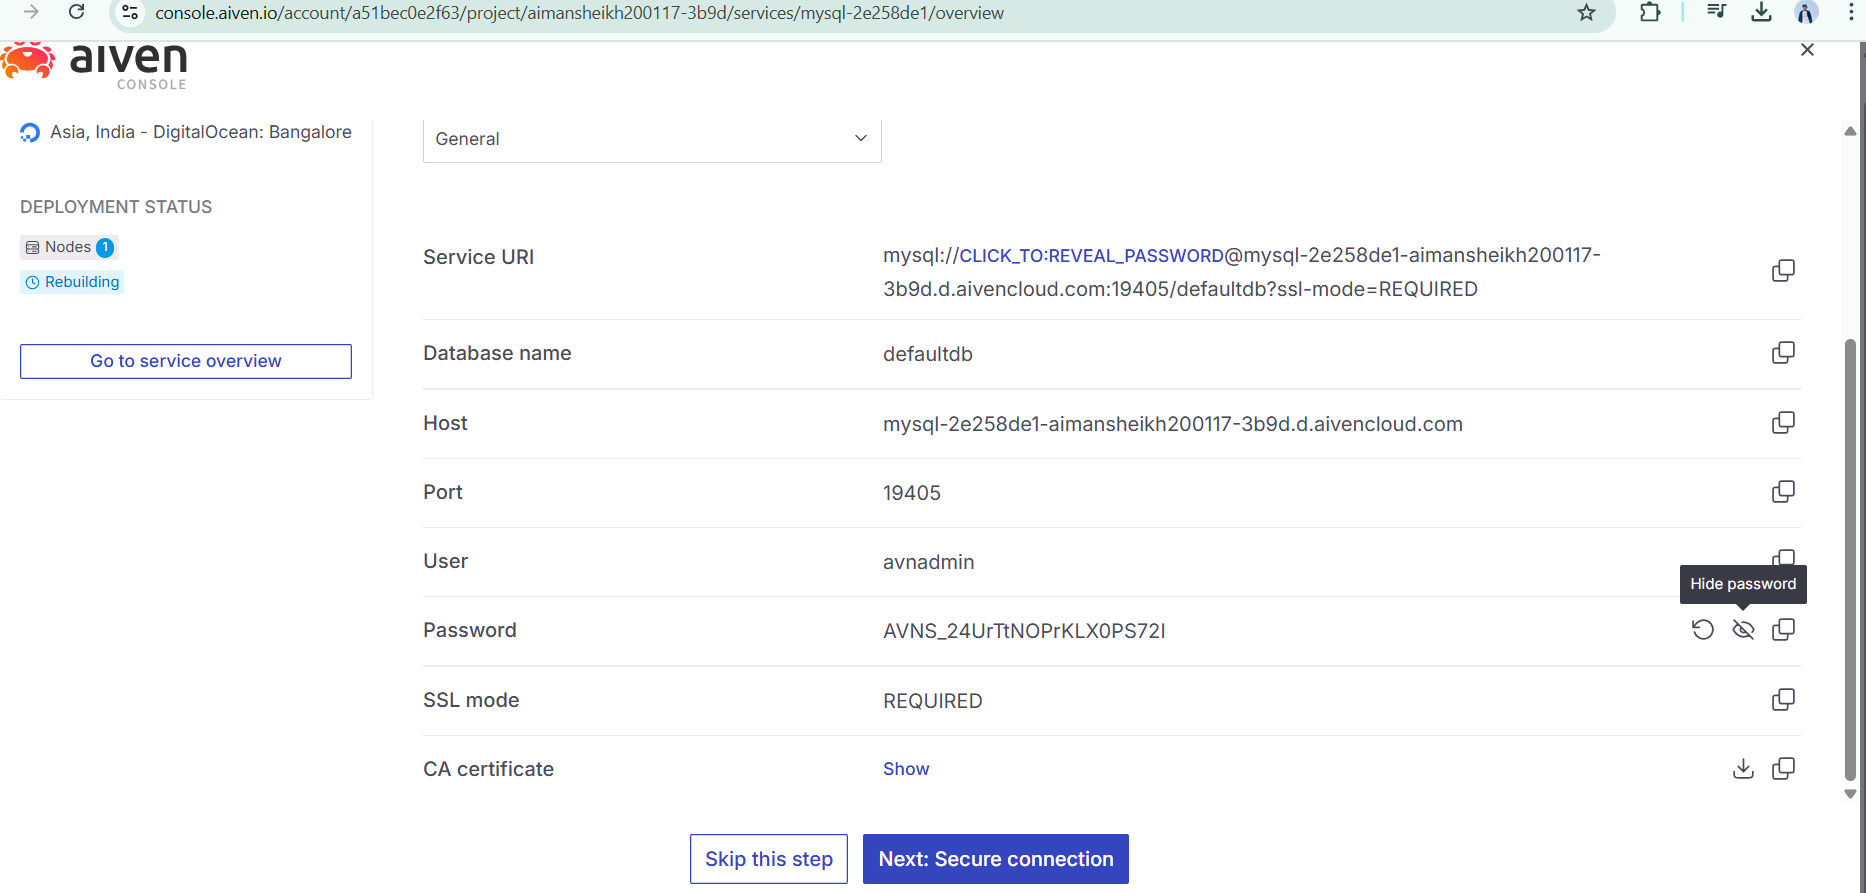 console.aiven.io/account/a51bec0e2f63/project/aimansheikh200117-3b9d/services/mysql-2e258de1/overview
aiven
CONSOLE
Asia, India - DigitalOcean: Bangalore
DEPLOYMENT STATUS
Nodes 1
Rebuilding
Go to service overview
General
Service URI
mysql://CLICK_TO:REVEAL_PASSWORD@mysql-2e258de1-aimansheikh200117-
3b9d.d.aivencloud.com:19405/defaultdb?ssl-mode=REQUIRED
Database name
defaultdb
Host
mysql-2e258de1-aimansheikh200117-3b9d.d.aivencloud.com
Port
19405
User
avnadmin
Hide password
Password
AVNS_24UrTtNOPrKLX0PS72I
SSL mode
REQUIRED
CA certificate
Show
Skip this step
Next: Secure connection